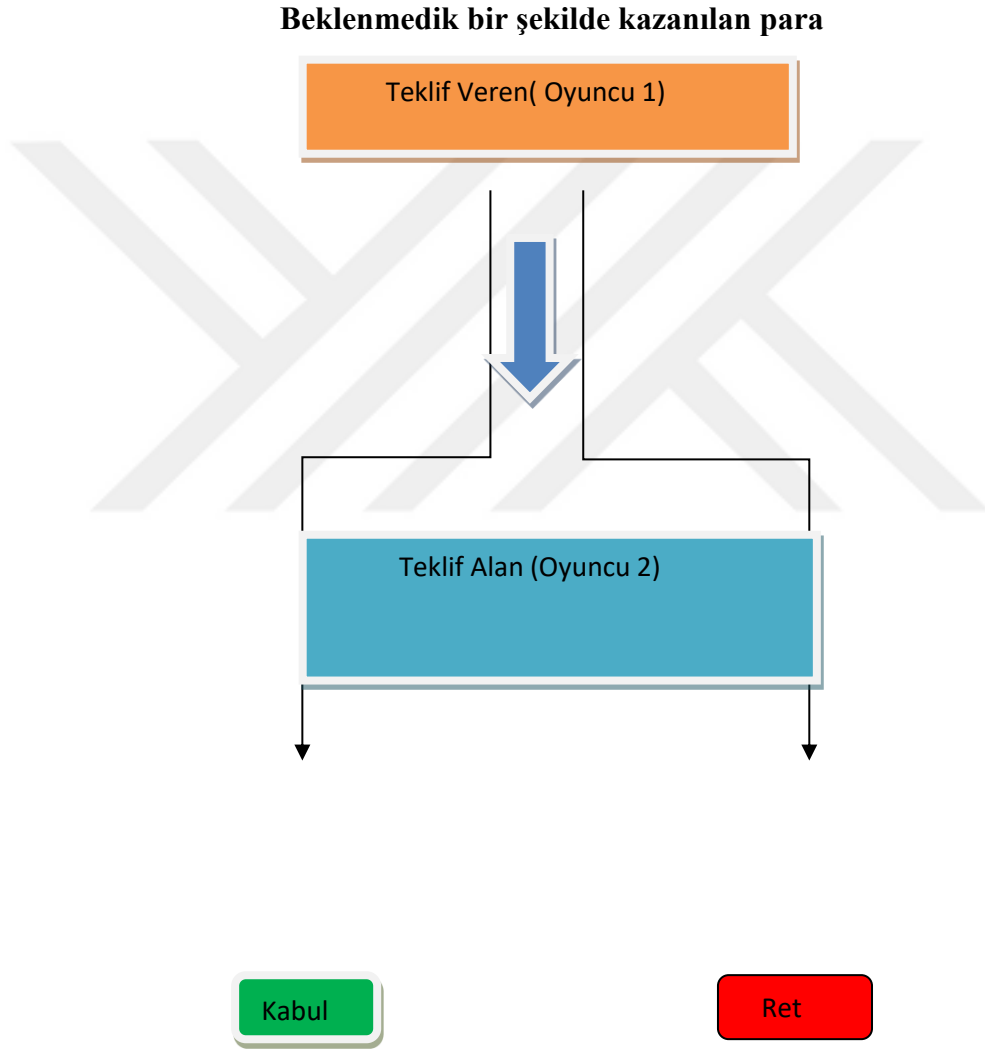 Beklenmedik bir şekilde kazanılan para
Teklif Veren( Oyuncu 1)
Teklif Alan (Oyuncu 2)
Kabul
Ret